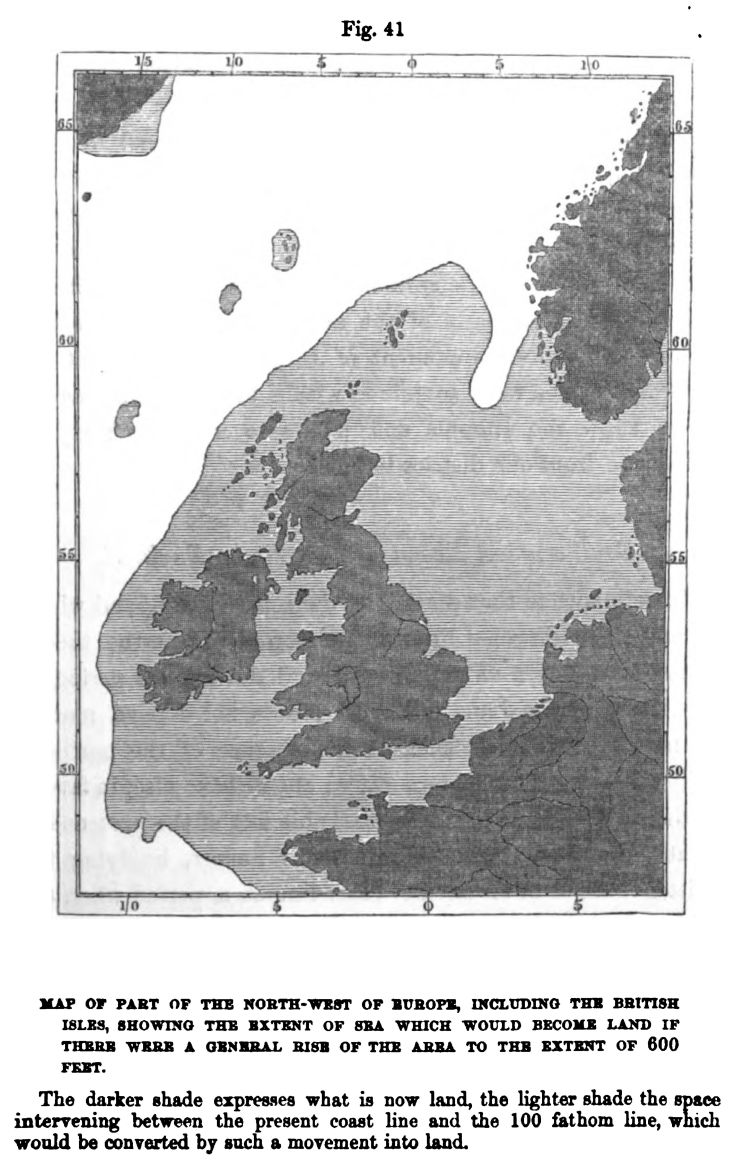 Fig. 41
15 10 5 0 5 10
65 65
60 60
55 55
50 50
10 5 0 5
MAP OF PART OF THE NORTH-WEST OF EUROPE, INCLUDING THE BRITISH
ISLES, SHOWING THE EXTENT OF SEA WHICH WOULD BECOME LAND IF
THERE WERE A GENERAL RISE OF THE AREA TO THE EXTENT OF 600
FEET.
The darker shade expresses what is now land, the lighter shade the space
intervening between the present coast line and the 100 fathom line, which
would be converted by such a movement into land.